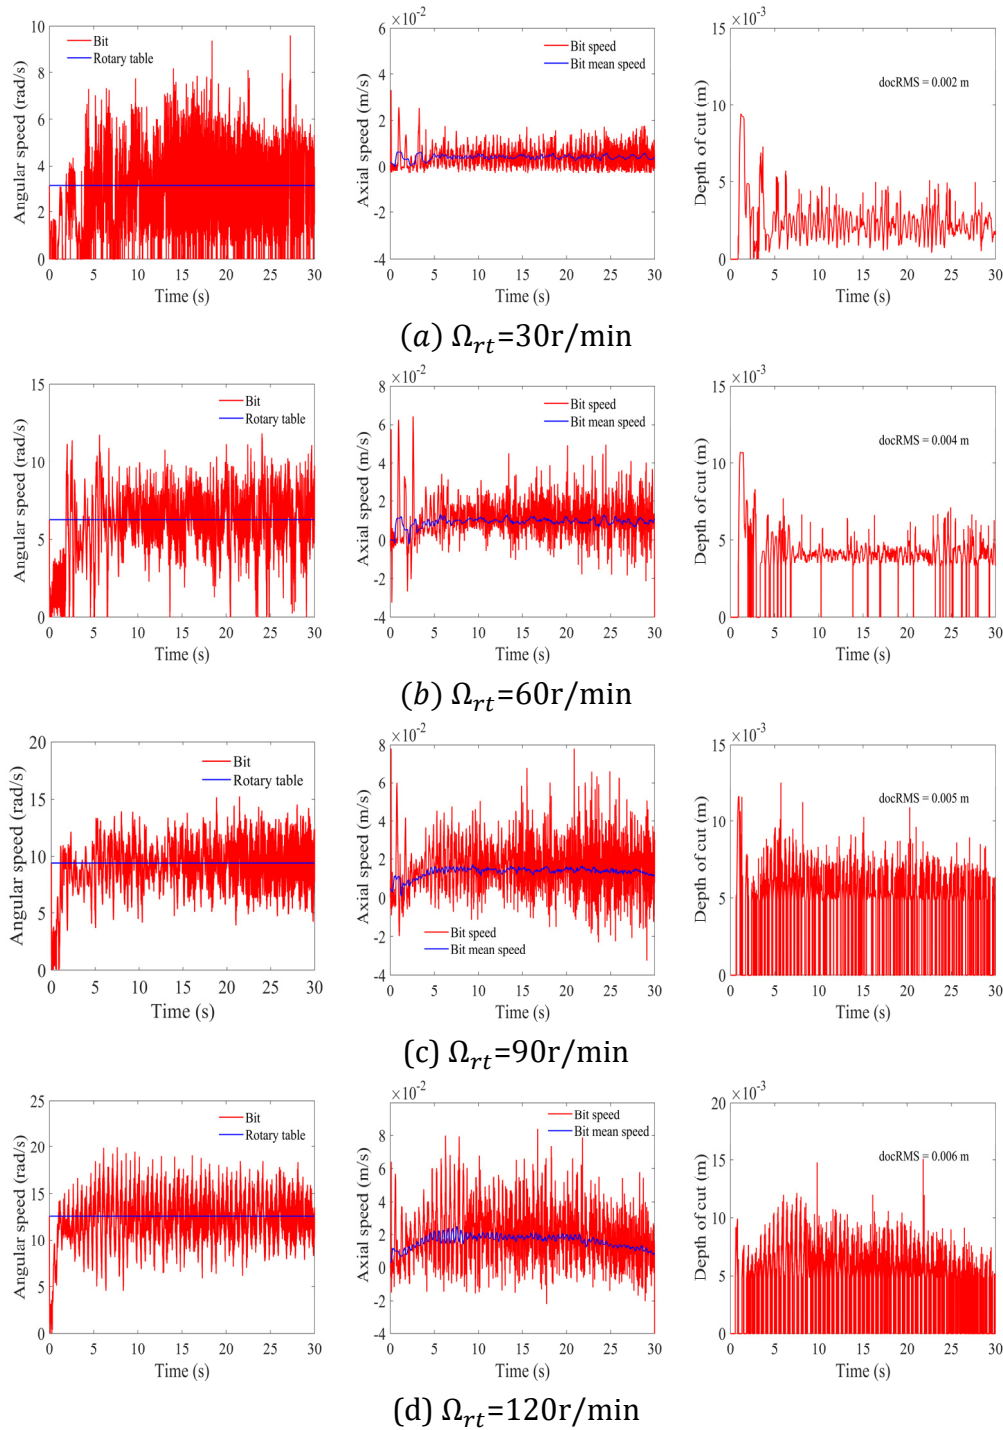 Angular speed (rad/s)
10
8
6
4
2
0
Bit
Rotary table
0 5 10 15 20 25 30
Time (s)
×10⁻²
Axial speed (m/s)
6
4
2
0
-2
-4
Bit speed
Bit mean speed
0 5 10 15 20 25 30
Time (s)
×10⁻³
Depth of cut (m)
15
10
5
0
docRMS = 0.002 m
0 5 10 15 20 25 30
Time (s)
(a) Ωrt=30r/min
Angular speed (rad/s)
15
10
5
0
Bit
Rotary table
0 5 10 15 20 25 30
Time (s)
×10⁻²
Axial speed (m/s)
8
6
4
2
0
-2
-4
Bit speed
Bit mean speed
0 5 10 15 20 25 30
Time (s)
×10⁻³
Depth of cut (m)
15
10
5
0
docRMS = 0.004 m
0 5 10 15 20 25 30
Time (s)
(b) Ωrt=60r/min
Angular speed (rad/s)
20
15
10
5
0
Bit
Rotary table
0 5 10 15 20 25 30
Time (s)
×10⁻²
Axial speed (m/s)
8
6
4
2
0
-2
-4
Bit speed
Bit mean speed
0 5 10 15 20 25 30
Time (s)
×10⁻³
Depth of cut (m)
15
10
5
0
docRMS = 0.005 m
0 5 10 15 20 25 30
Time (s)
(c) Ωrt=90r/min
Angular speed (rad/s)
25
20
15
10
5
0
Bit
Rotary table
0 5 10 15 20 25 30
Time (s)
×10⁻²
Axial speed (m/s)
8
6
4
2
0
-2
-4
Bit speed
Bit mean speed
0 5 10 15 20 25 30
Time (s)
×10⁻³
Depth of cut (m)
20
15
10
5
0
docRMS = 0.006 m
0 5 10 15 20 25 30
Time (s)
(d) Ωrt=120r/min